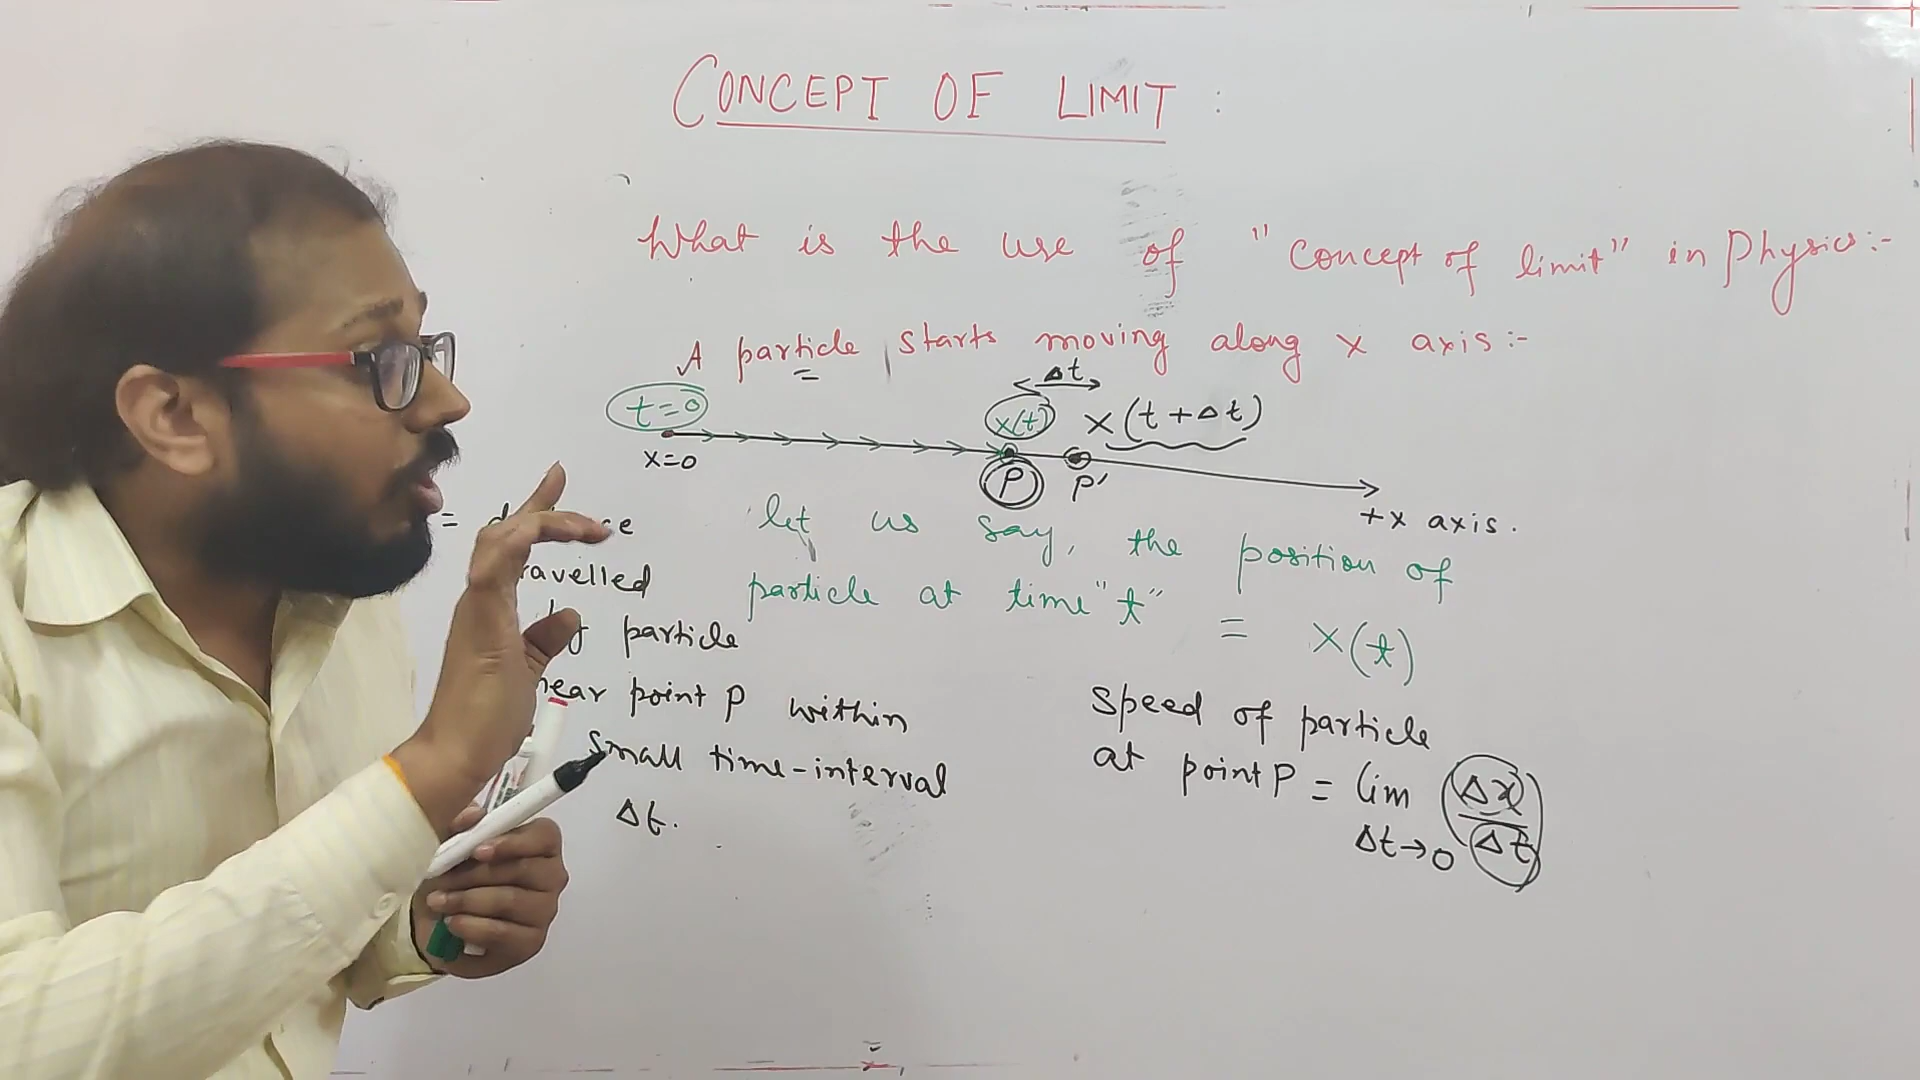 CONCEPT OF LIMIT :
What is the use of "Concept of limit" in Physics:-
A particle starts moving along x axis:-
Δt
t=0 x(t) x(t+Δt)
x=0 P P'
+x axis.
let us say, the position of
particle at time "t" = x(t)
=
particle
near point P within
small time-interval
Δt.
Speed of particle
at point P = lim Δx/Δt
Δt→0